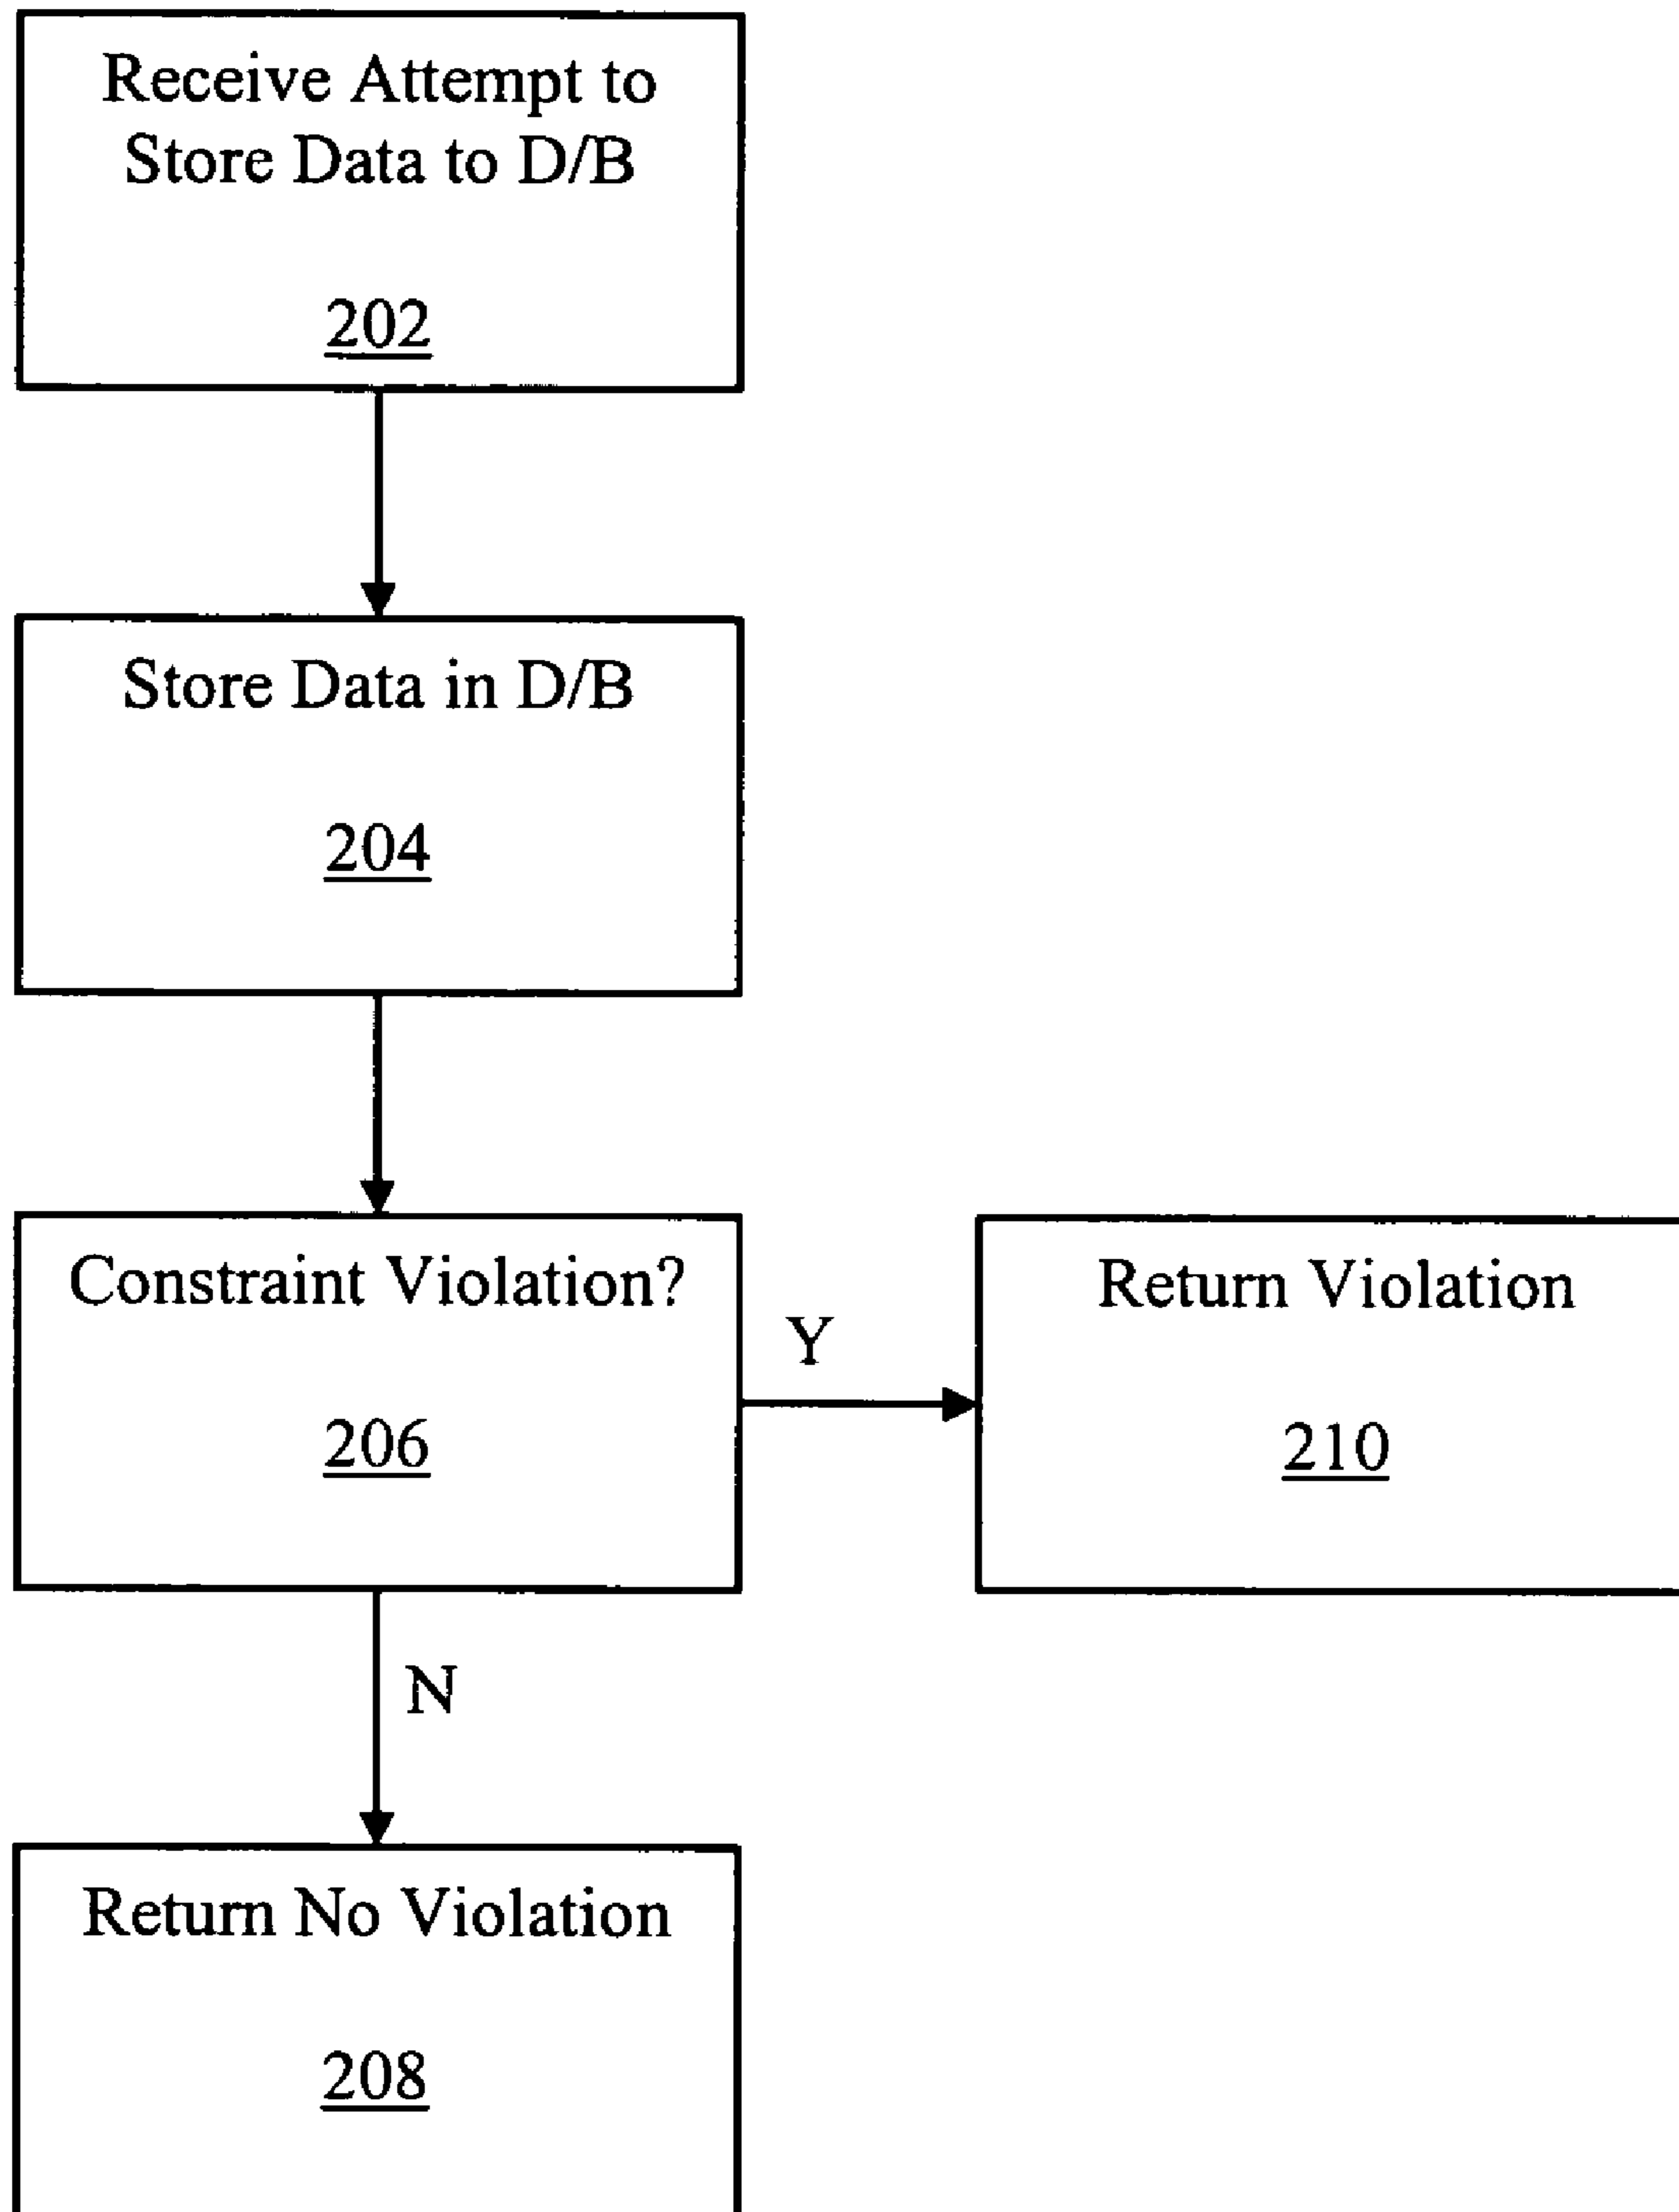 Receive Attempt to
Store Data to D/B
202
Store Data in D/B
204
Constraint Violation?
206
Y
Return Violation
210
N
Return No Violation
208